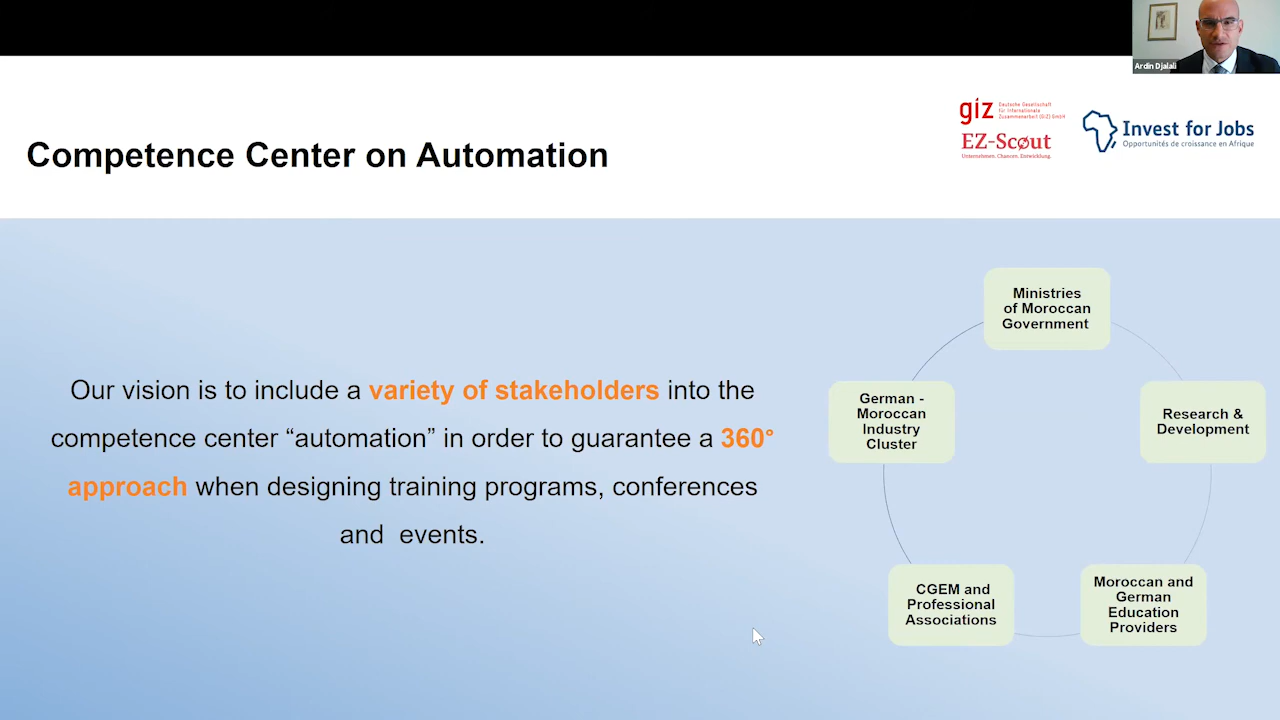 Ardin Djalali
giz Deutsche Gesellschaft
für Internationale
Zusammenarbeit (GIZ) GmbH
EZ-Scout
Unternehmen. Chancen. Entwicklung.
Invest for Jobs
Opportunités de croissance en Afrique
Competence Center on Automation
Our vision is to include a variety of stakeholders into the
competence center “automation” in order to guarantee a 360°
approach when designing training programs, conferences
and events.
Ministries
of Moroccan
Government
German -
Moroccan
Industry
Cluster
Research &
Development
CGEM and
Professional
Associations
Moroccan and
German
Education
Providers